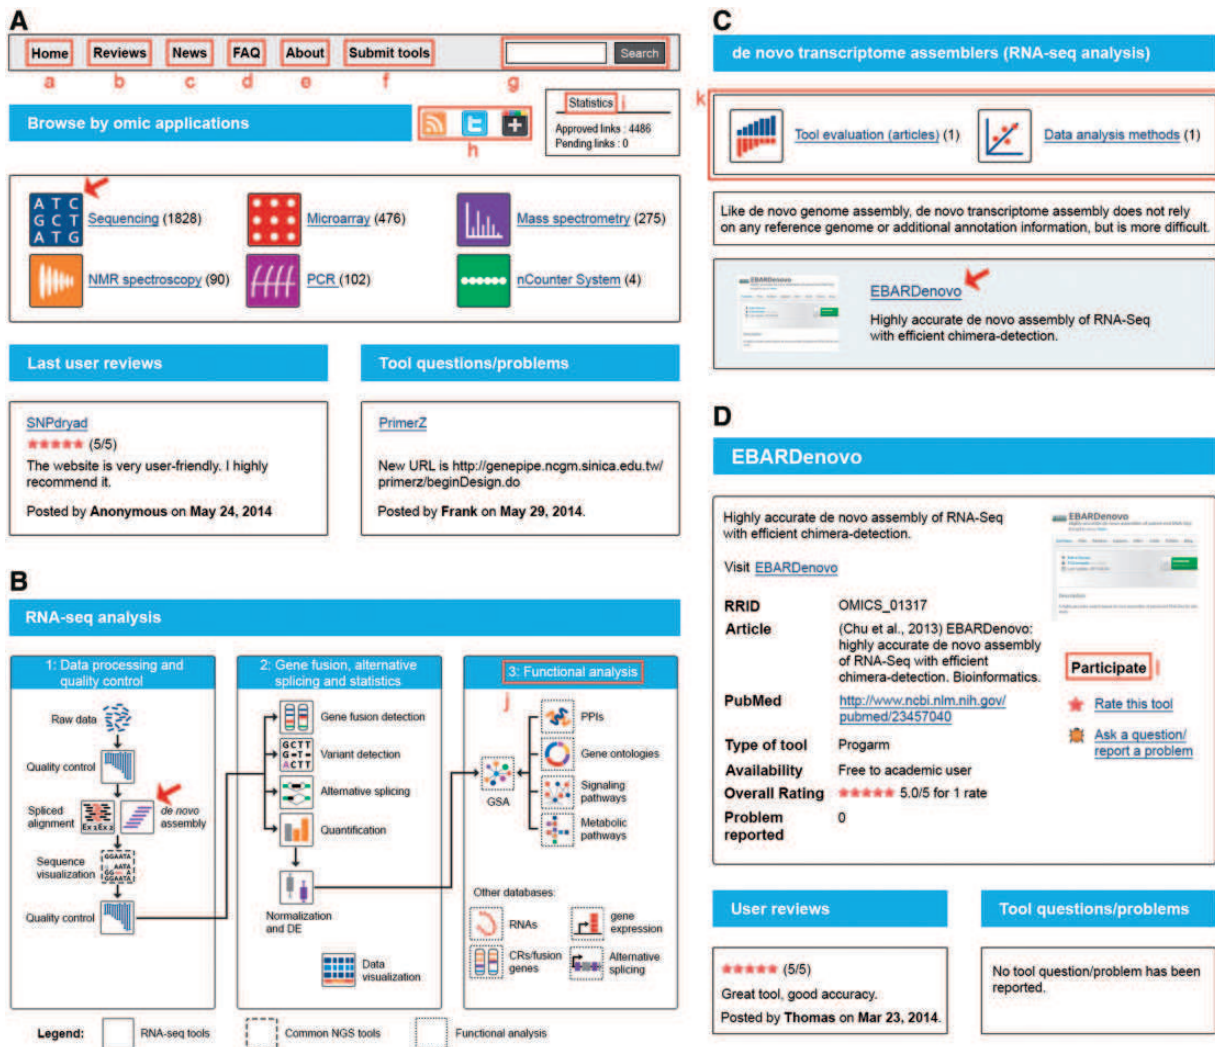 A
Home Reviews News FAQ About Submit tools Search
a b c d e f g
Browse by omic applications
h
Statistics i
Approved links : 4486
Pending links : 0
A T C
G C T
A T G
Sequencing (1828)
Microarray (476)
Mass spectrometry (275)
NMR spectroscopy (90)
PCR (102)
nCounter System (4)
Last user reviews
SNPdryad
(5/5)
The website is very user-friendly. I highly
recommend it.
Posted by Anonymous on May 24, 2014
Tool questions/problems
PrimerZ
New URL is http://genepipe.ncgm.sinica.edu.tw/
primerz/beginDesign.do
Posted by Frank on May 29, 2014.
B
RNA-seq analysis
1: Data processing and
quality control
Raw data
Quality control
Spliced
alignment
Ex 1 Ex 2
de novo
assembly
Sequence
visualization
GGAATA
Quality control
2: Gene fusion, alternative
splicing and statistics
Gene fusion detection
GCTT
G=T=
ACTT
Variant detection
Alternative splicing
Quantification
Normalization
and DE
Data
visualization
3: Functional analysis
j
GSA
PPIs
Gene ontologies
Signaling
pathways
Metabolic
pathways
Other databases:
RNAs
gene
expression
CRs/fusion
genes
Alternative
splicing
Legend: RNA-seq tools Common NGS tools Functional analysis
C
de novo transcriptome assemblers (RNA-seq analysis)
k
Tool evaluation (articles) (1)
Data analysis methods (1)
Like de novo genome assembly, de novo transcriptome assembly does not rely
on any reference genome or additional annotation information, but is more difficult.
EBARDenovo
EBARDenovo
Highly accurate de novo assembly of RNA-Seq
with efficient chimera-detection.
D
EBARDenovo
Highly accurate de novo assembly of RNA-Seq
with efficient chimera-detection.
Visit EBARDenovo
RRID OMICS_01317
Article (Chu et al., 2013) EBARDenovo:
highly accurate de novo assembly
of RNA-Seq with efficient
chimera-detection. Bioinformatics.
PubMed http://www.ncbi.nlm.nih.gov/
pubmed/23457040
Type of tool Progarm
Availability Free to academic user
Overall Rating 5.0/5 for 1 rate
Problem
reported 0
EBARDenovo
Description
Participate l
Rate this tool
Ask a question/
report a problem
User reviews
(5/5)
Great tool, good accuracy.
Posted by Thomas on Mar 23, 2014.
Tool questions/problems
No tool question/problem has been
reported.